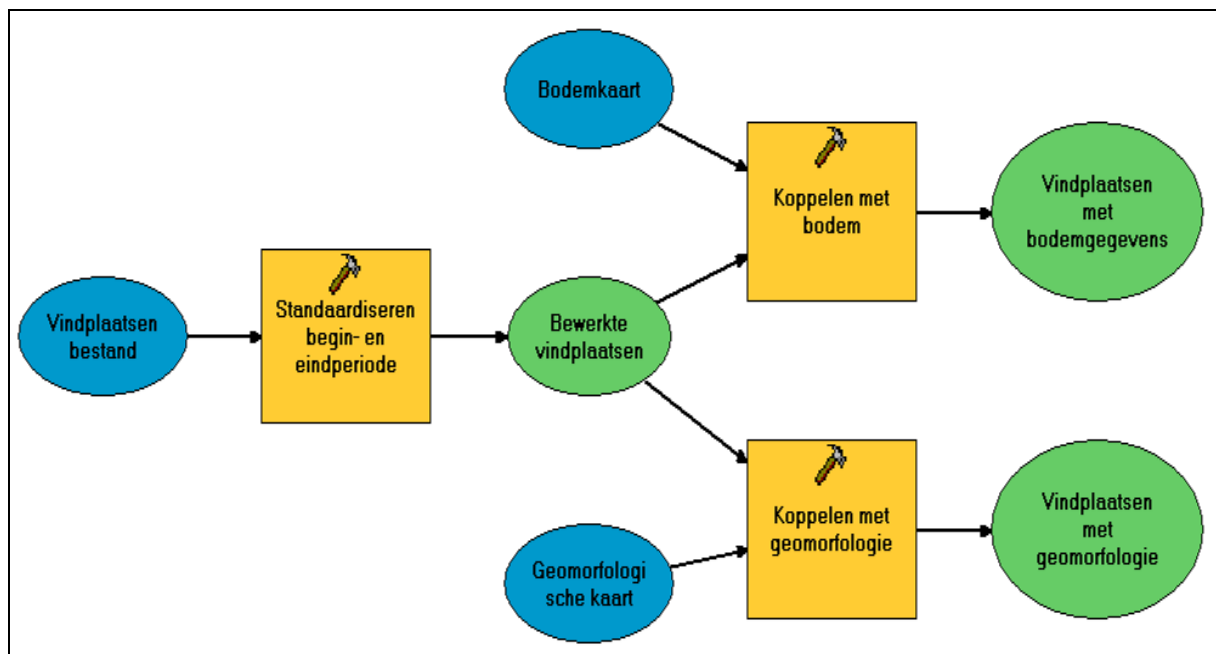 Bodemkaart
Koppelen met
bodem
Vindplaatsen
met
bodemgegevens
Vindplaatsen
bestand
Standaardiseren
begin- en
eindperiode
Bewerkte
vindplaatsen
Koppelen met
geomorfologie
Vindplaatsen
met
geomorfologie
Geomorfologi
sche kaart